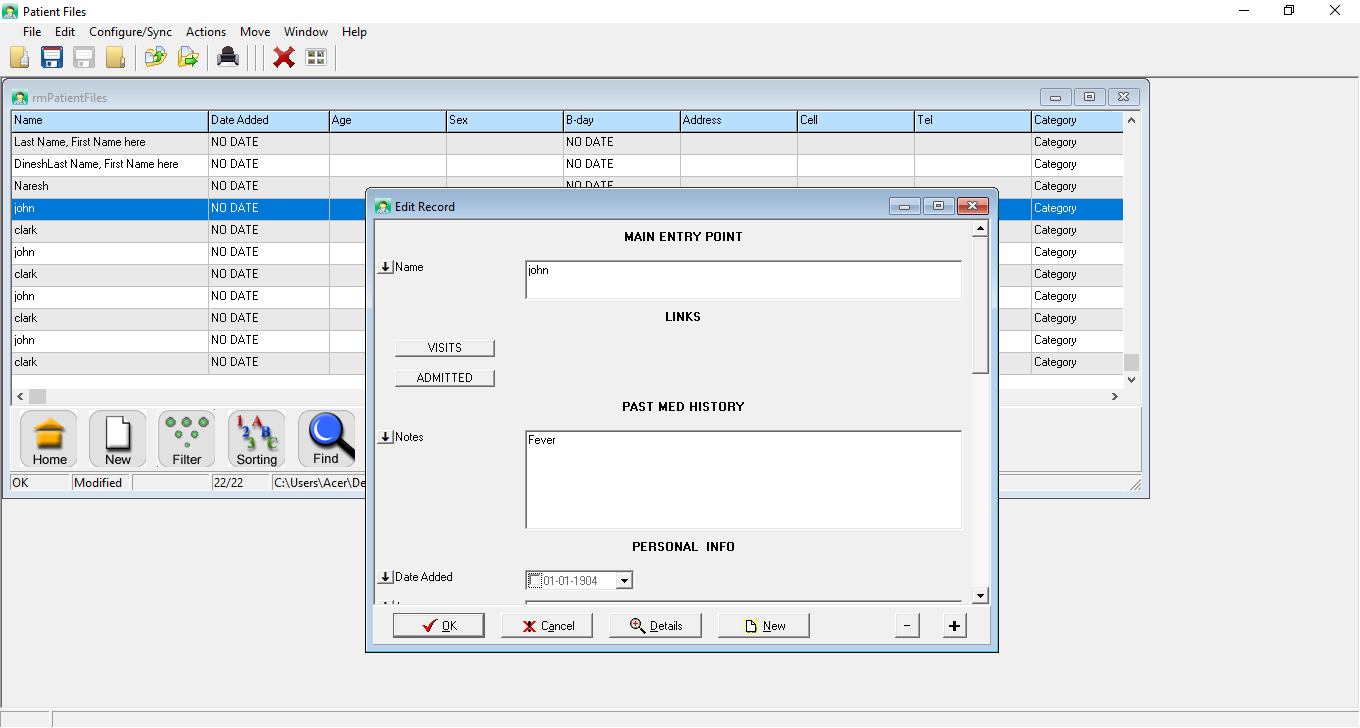 Patient Files
File Edit Configure/Sync Actions Move Window Help
rmPatientFiles
Name Date Added Age Sex B-day Address Cell Tel Category
Last Name, First Name here NO DATE NO DATE Category
DineshLast Name, First Name here NO DATE NO DATE Category
Naresh NO DATE NO DATE Category
john NO DATE Category
clark NO DATE Category
john NO DATE Category
clark NO DATE Category
john NO DATE Category
clark NO DATE Category
john NO DATE Category
clark NO DATE Category
Home New Filter Sorting Find
OK Modified 22/22 C:\Users\Acer\De
Edit Record
MAIN ENTRY POINT
Name john
LINKS
VISITS
ADMITTED
PAST MED HISTORY
Notes Fever
PERSONAL INFO
Date Added 01-01-1904
OK Cancel Details New - +